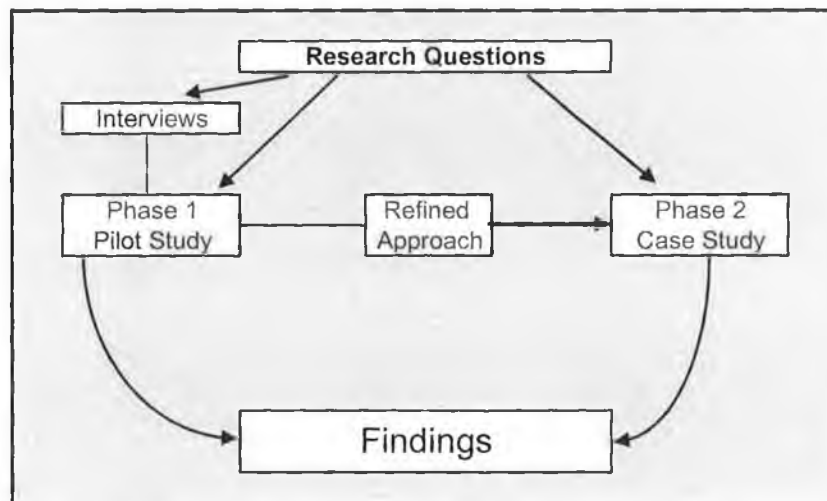 Research Questions
Interviews
Phase 1
Pilot Study
Refined
Approach
Phase 2
Case Study
Findings